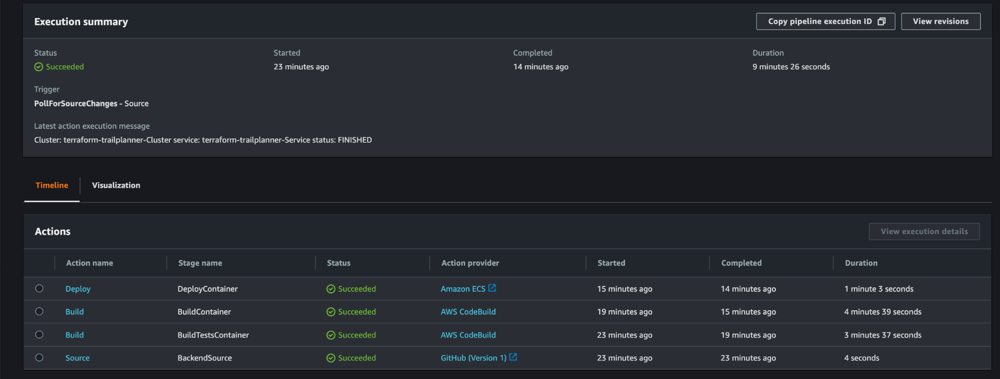 Execution summary
Copy pipeline execution ID
View revisions
Status
Started
Completed
Duration
Succeeded
23 minutes ago
14 minutes ago
9 minutes 26 seconds
Trigger
PollForSourceChanges - Source
Latest action execution message
Cluster: terraform-trailplanner-Cluster service: terraform-trailplanner-Service status: FINISHED
Timeline
Visualization
Actions
View execution details
Action name Stage name Status Action provider Started Completed Duration
Deploy DeployContainer Succeeded Amazon ECS 15 minutes ago 14 minutes ago 1 minute 3 seconds
Build BuildContainer Succeeded AWS CodeBuild 19 minutes ago 15 minutes ago 4 minutes 39 seconds
Build BuildTestsContainer Succeeded AWS CodeBuild 23 minutes ago 19 minutes ago 3 minutes 37 seconds
Source BackendSource Succeeded GitHub (Version 1) 23 minutes ago 23 minutes ago 4 seconds